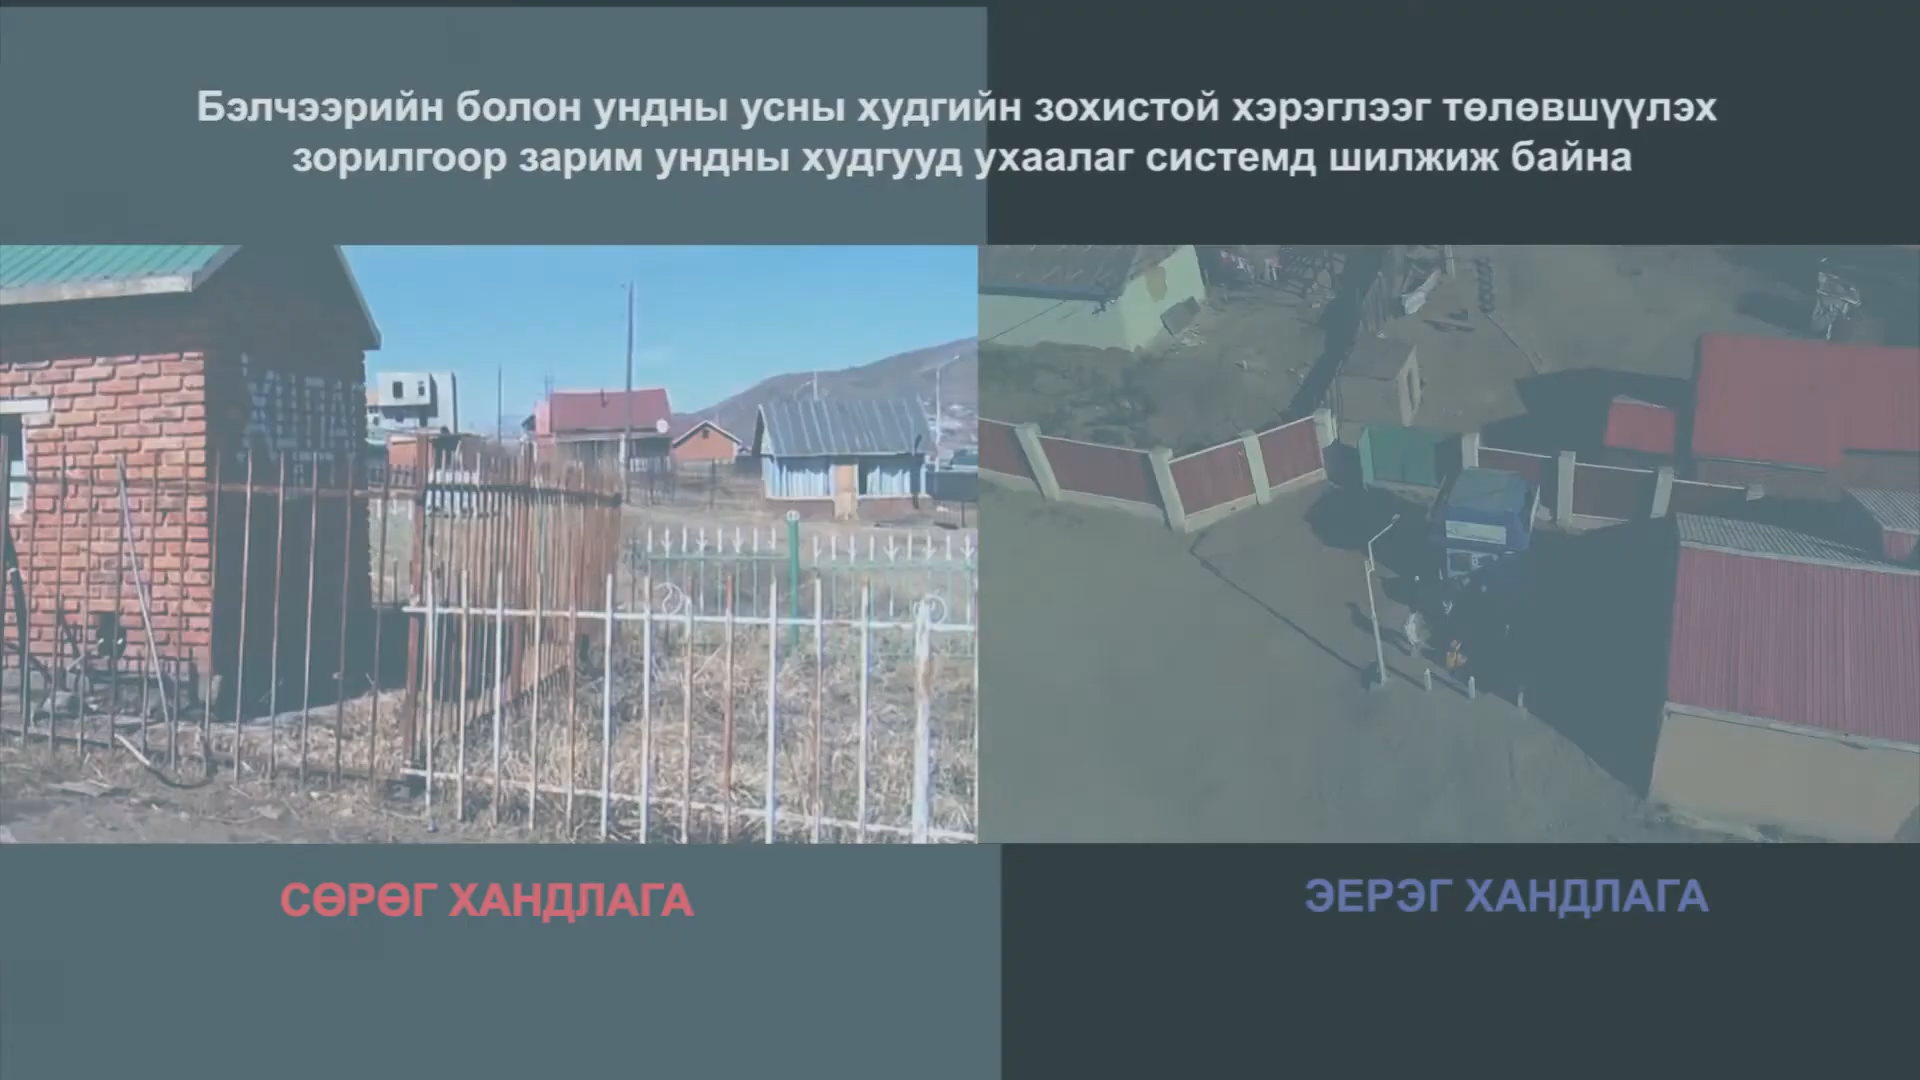 Бэлчээрийн болон ундны усны худгийн зохистой хэрэглээг төлөвшүүлэх
зорилгоор зарим ундны худгууд ухаалаг системд шилжиж байна
СӨРӨГ ХАНДЛАГА
ЭЕРЭГ ХАНДЛАГА